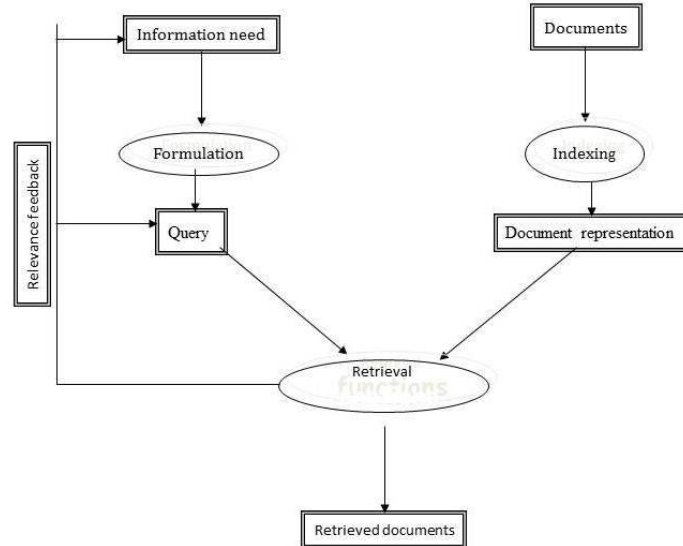 Information need
Documents
Formulation
Indexing
Relevance feedback
Query
Document representation
Retrieval
functions
Retrieved documents